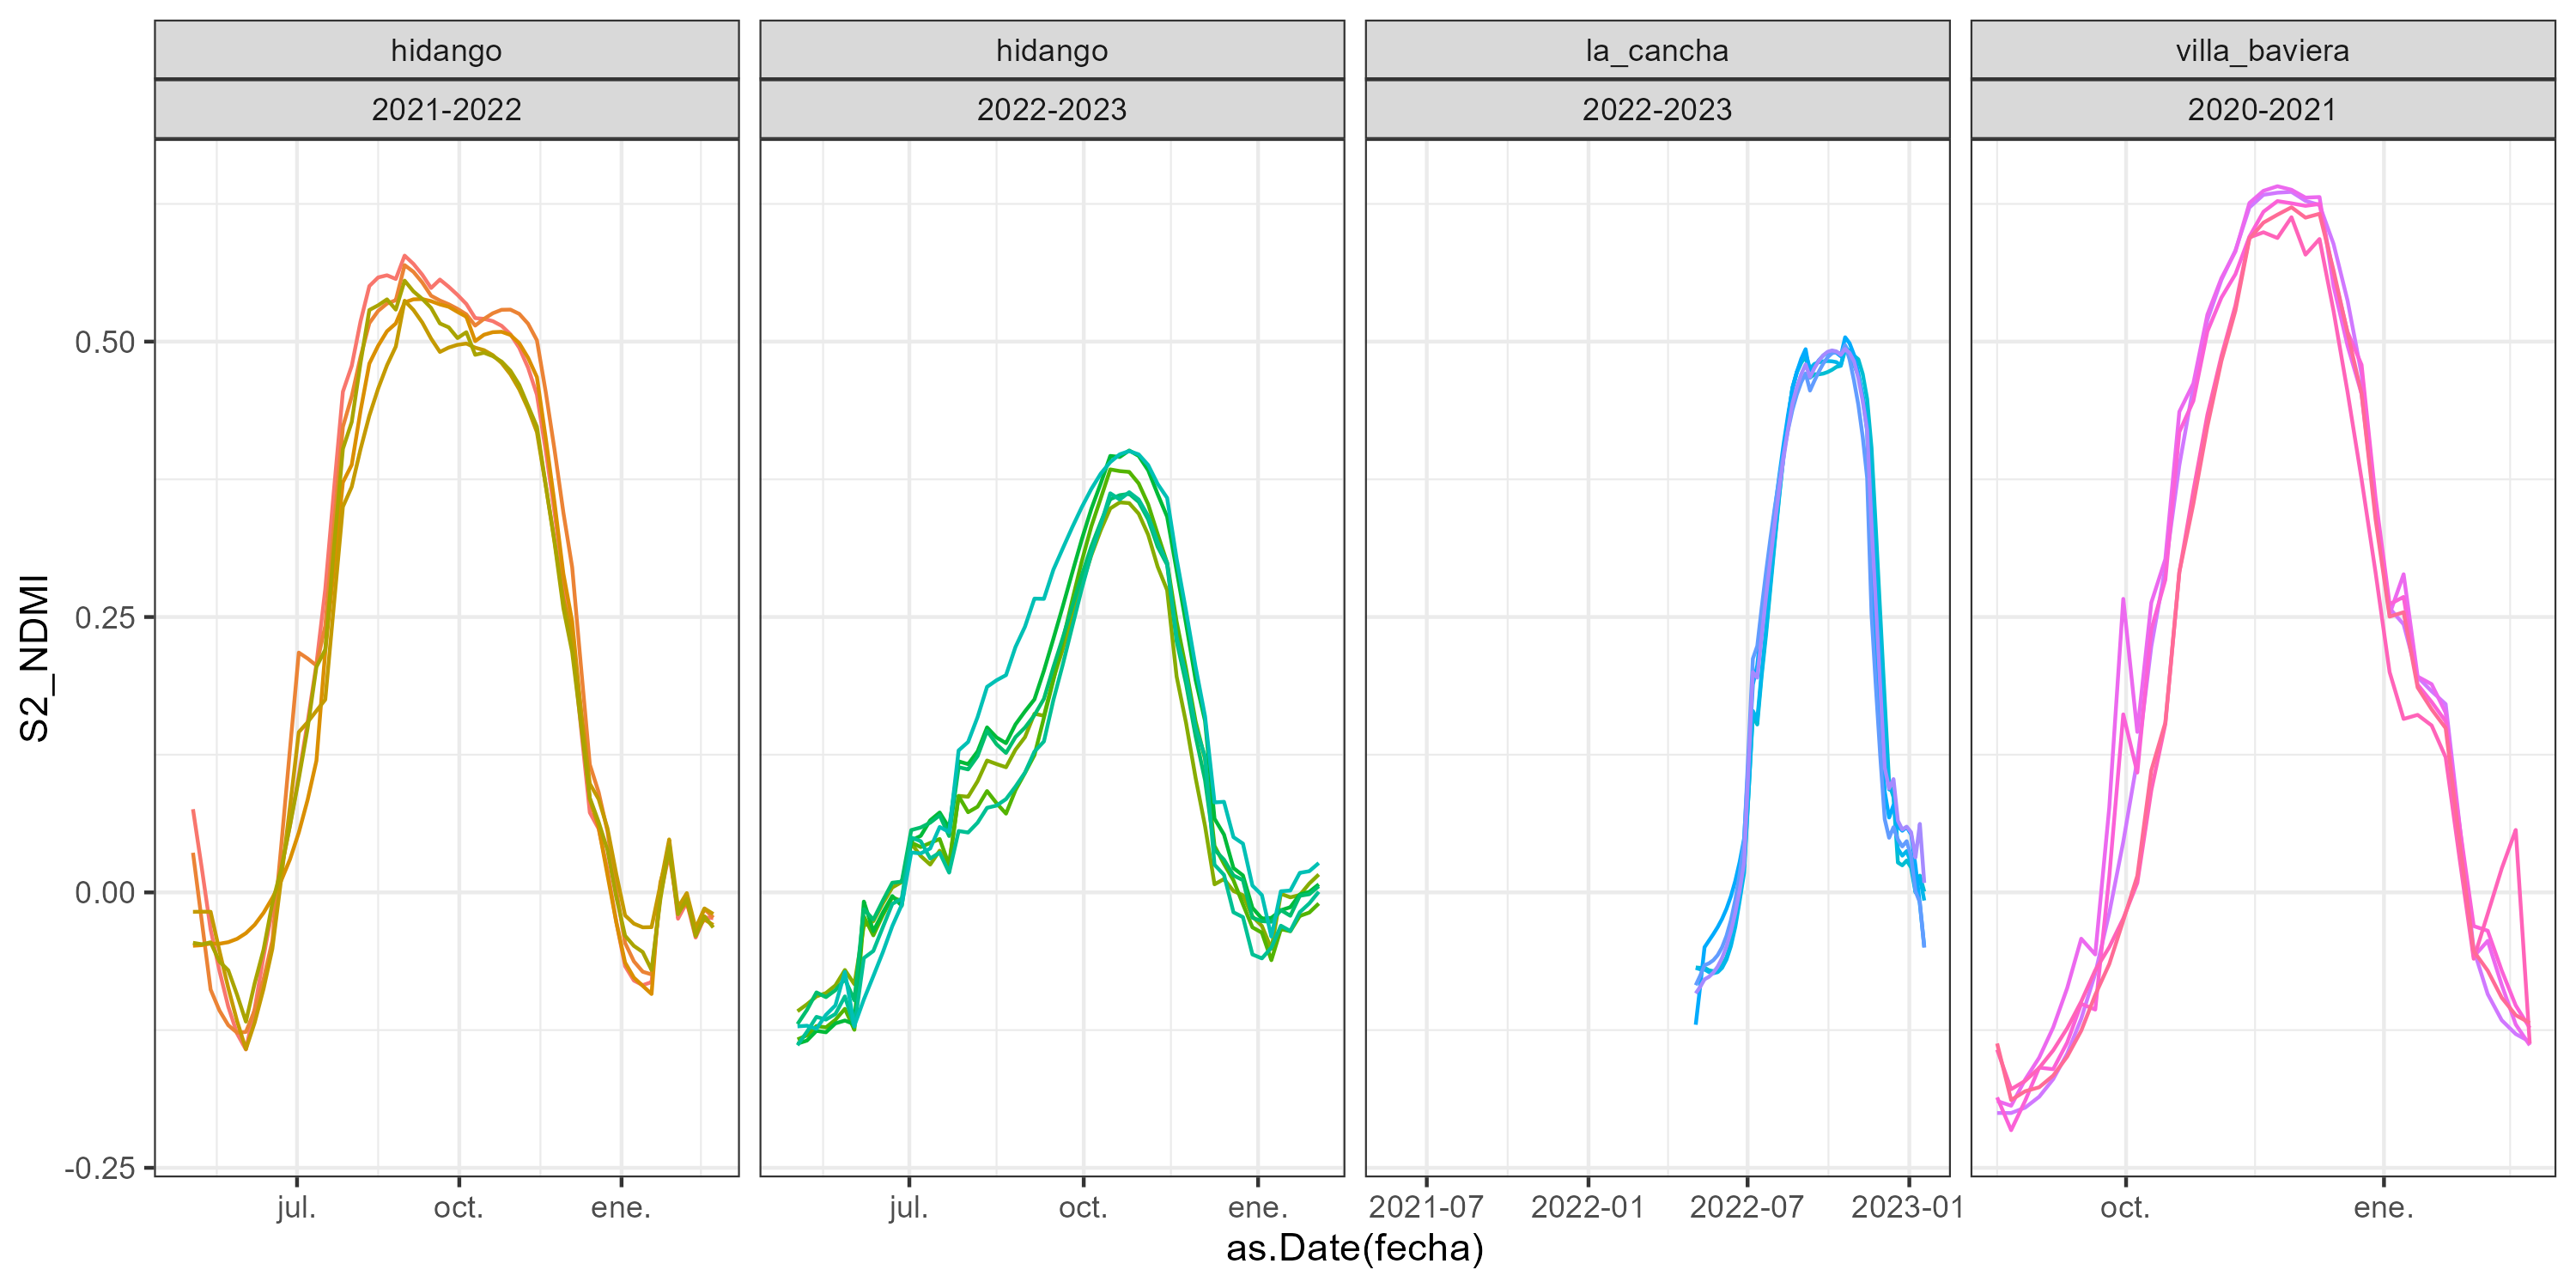 hidango hidango la_cancha villa_baviera
2021-2022 2022-2023 2022-2023 2020-2021
S2_NDMI
0.50
0.25
0.00
-0.25
jul. oct. ene. jul. oct. ene. 2021-07 2022-01 2022-07 2023-01 oct. ene.
as.Date(fecha)